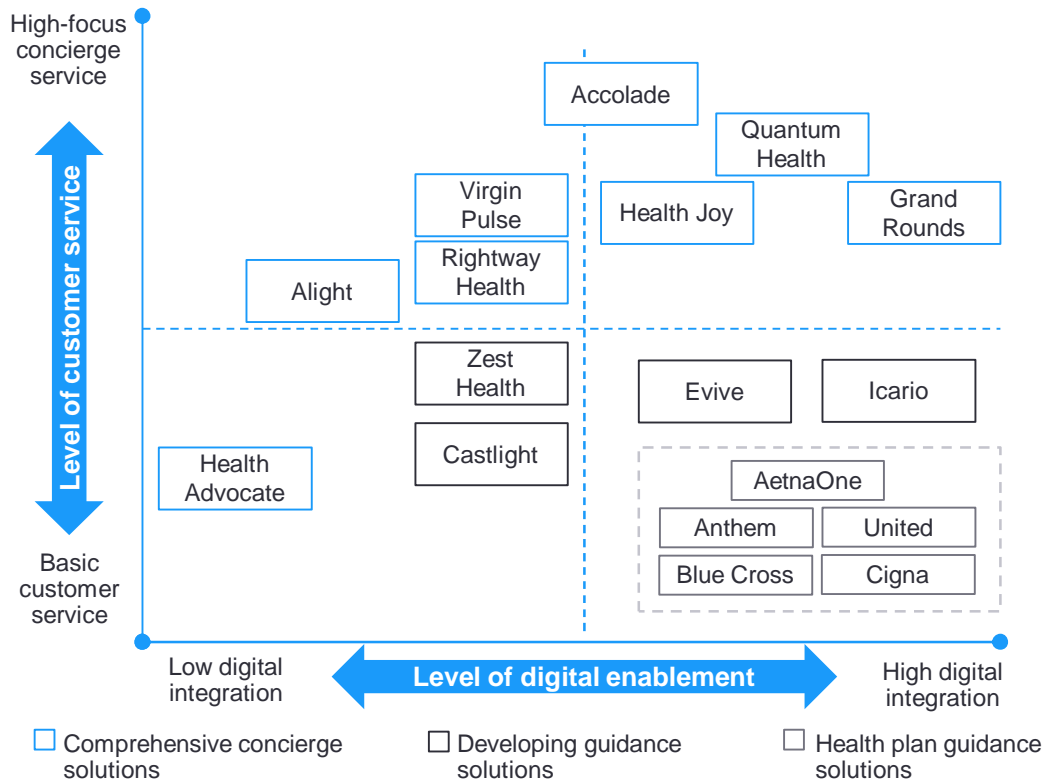 High-focus
concierge
service
Level of customer service
Basic
customer
service
Accolade
Quantum
Health
Virgin
Pulse
Health Joy
Grand
Rounds
Rightway
Health
Alight
Zest
Health
Evive
Icario
Castlight
Health
Advocate
AetnaOne
Anthem
United
Blue Cross
Cigna
Low digital
integration
Level of digital enablement
High digital
integration
Comprehensive concierge
solutions
Developing guidance
solutions
Health plan guidance
solutions